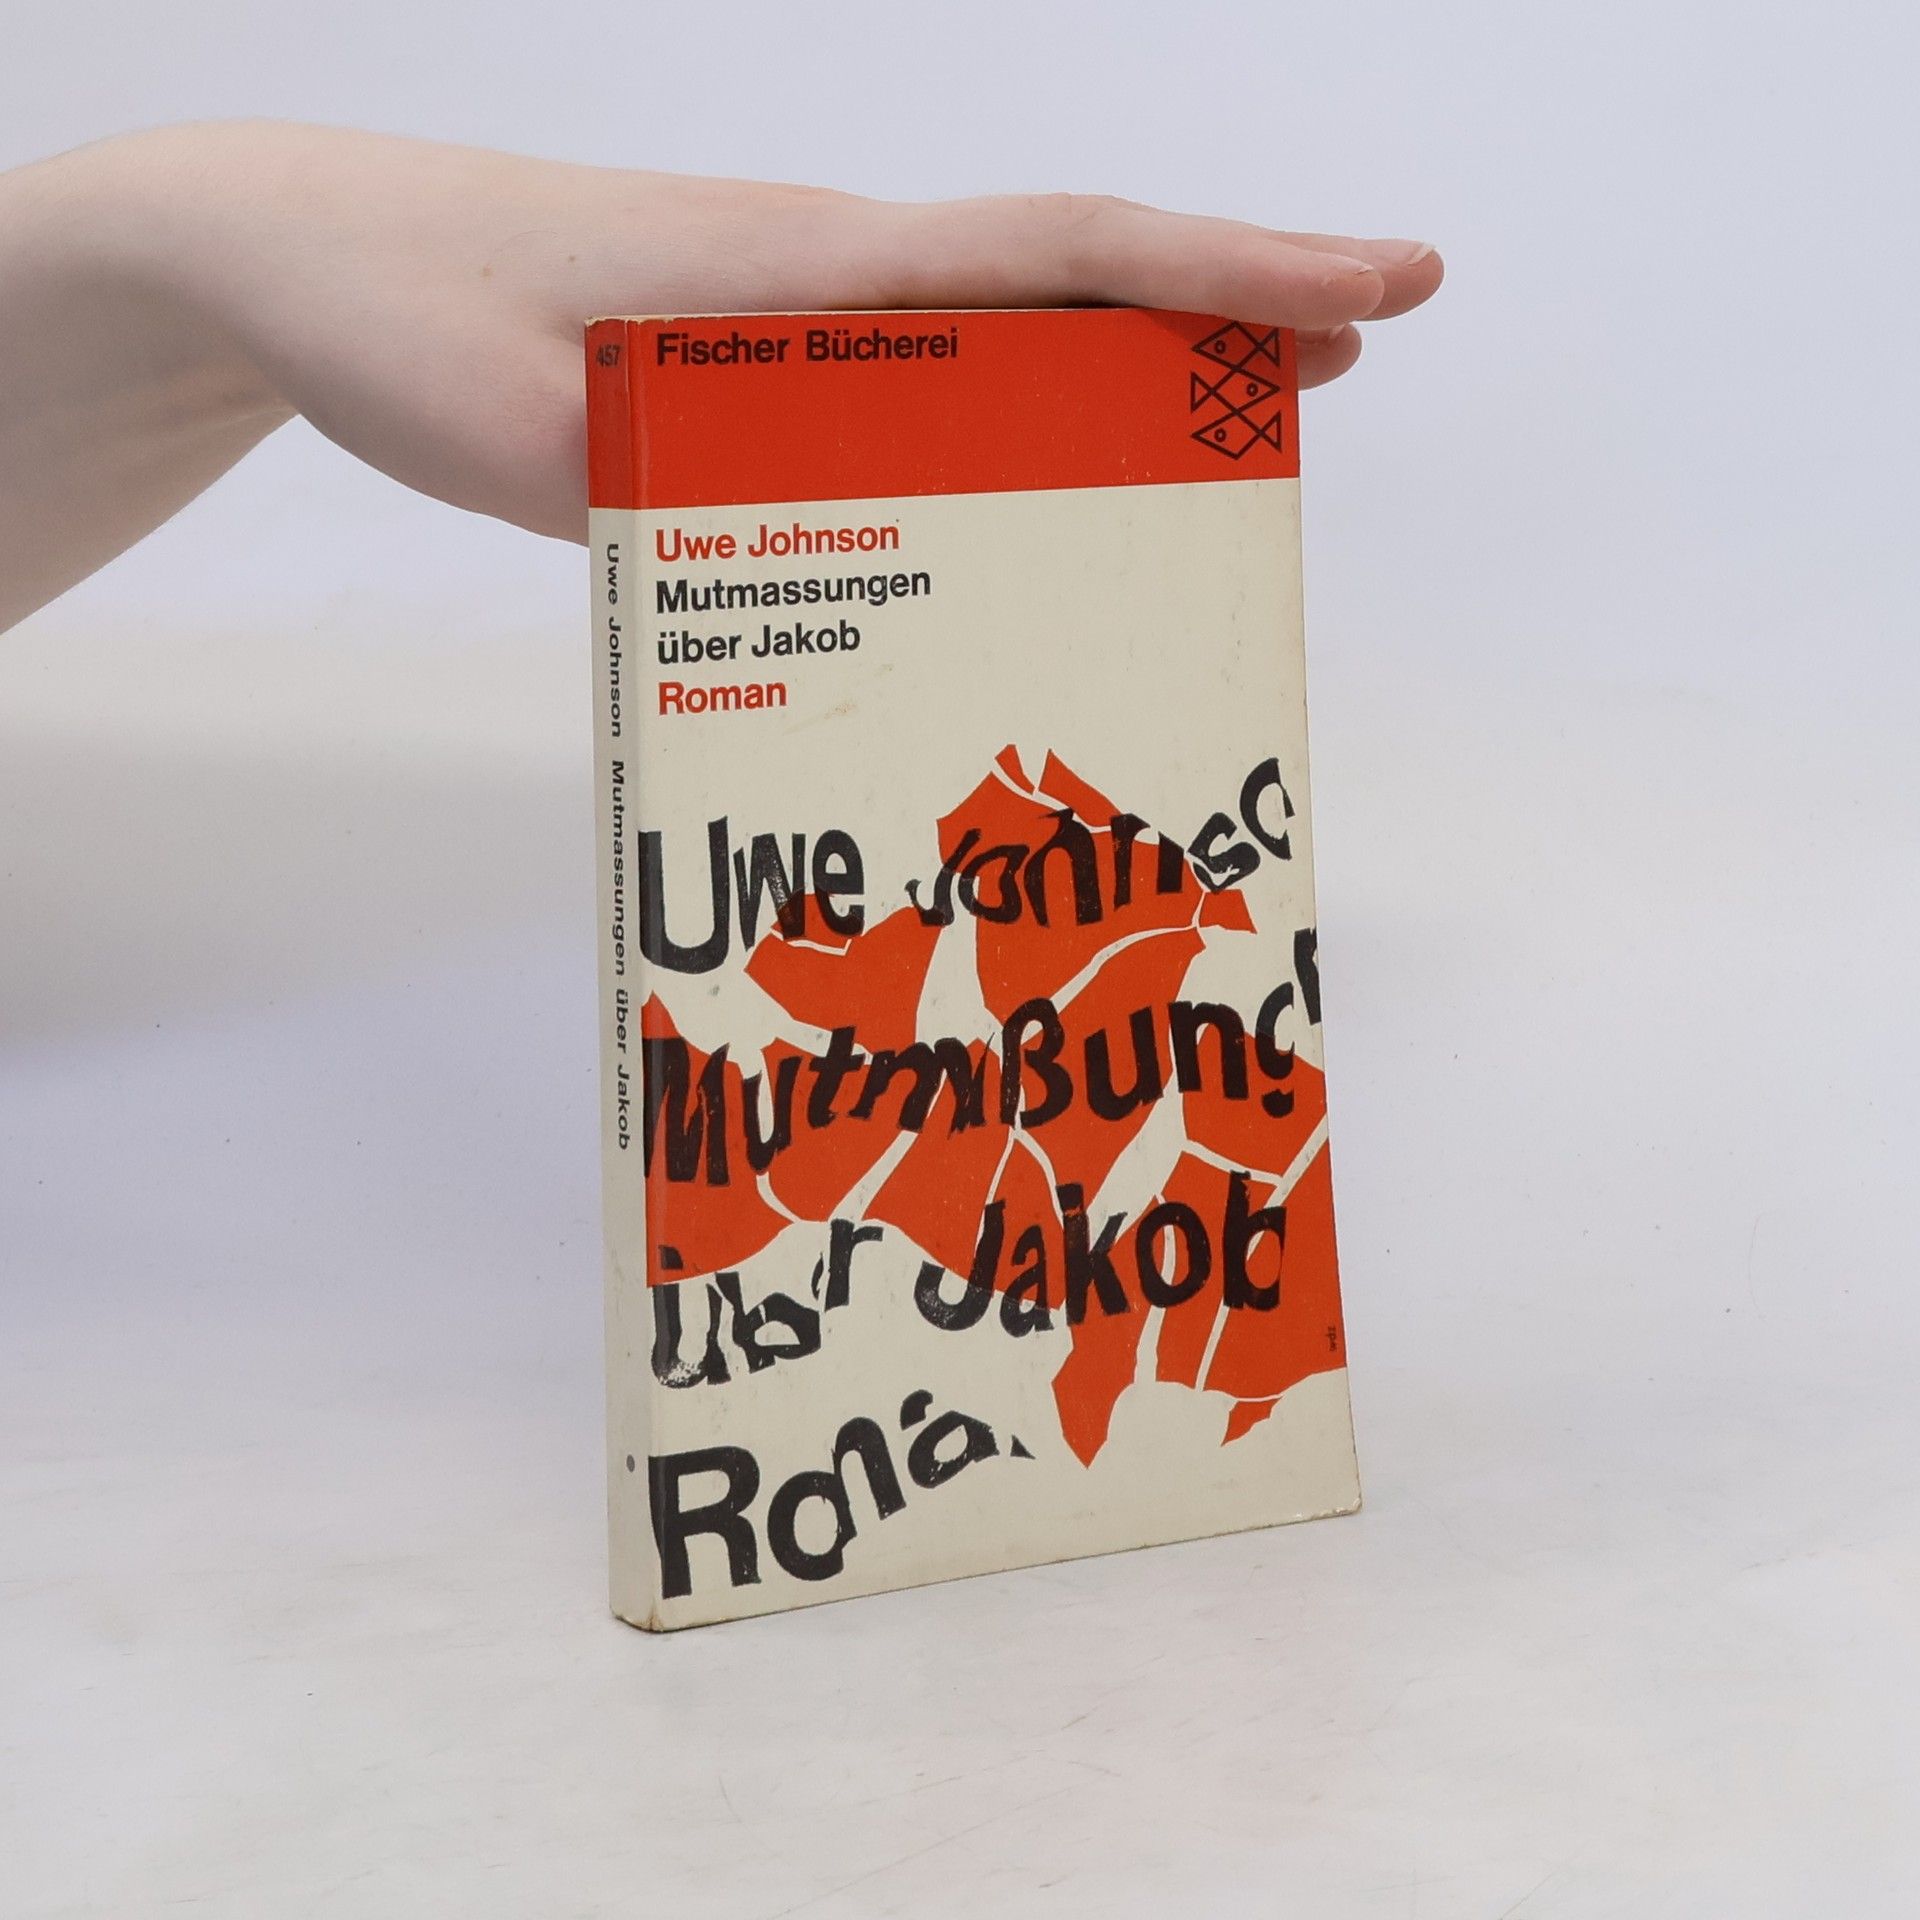 457
Fischer Bücherei
Uwe Johnson
Mutmassungen
über Jakob
Roman
Uwe Johnson Mutmassungen über Jakob
Uwe Johnso
Mutmaßung
über Jakob
Roma